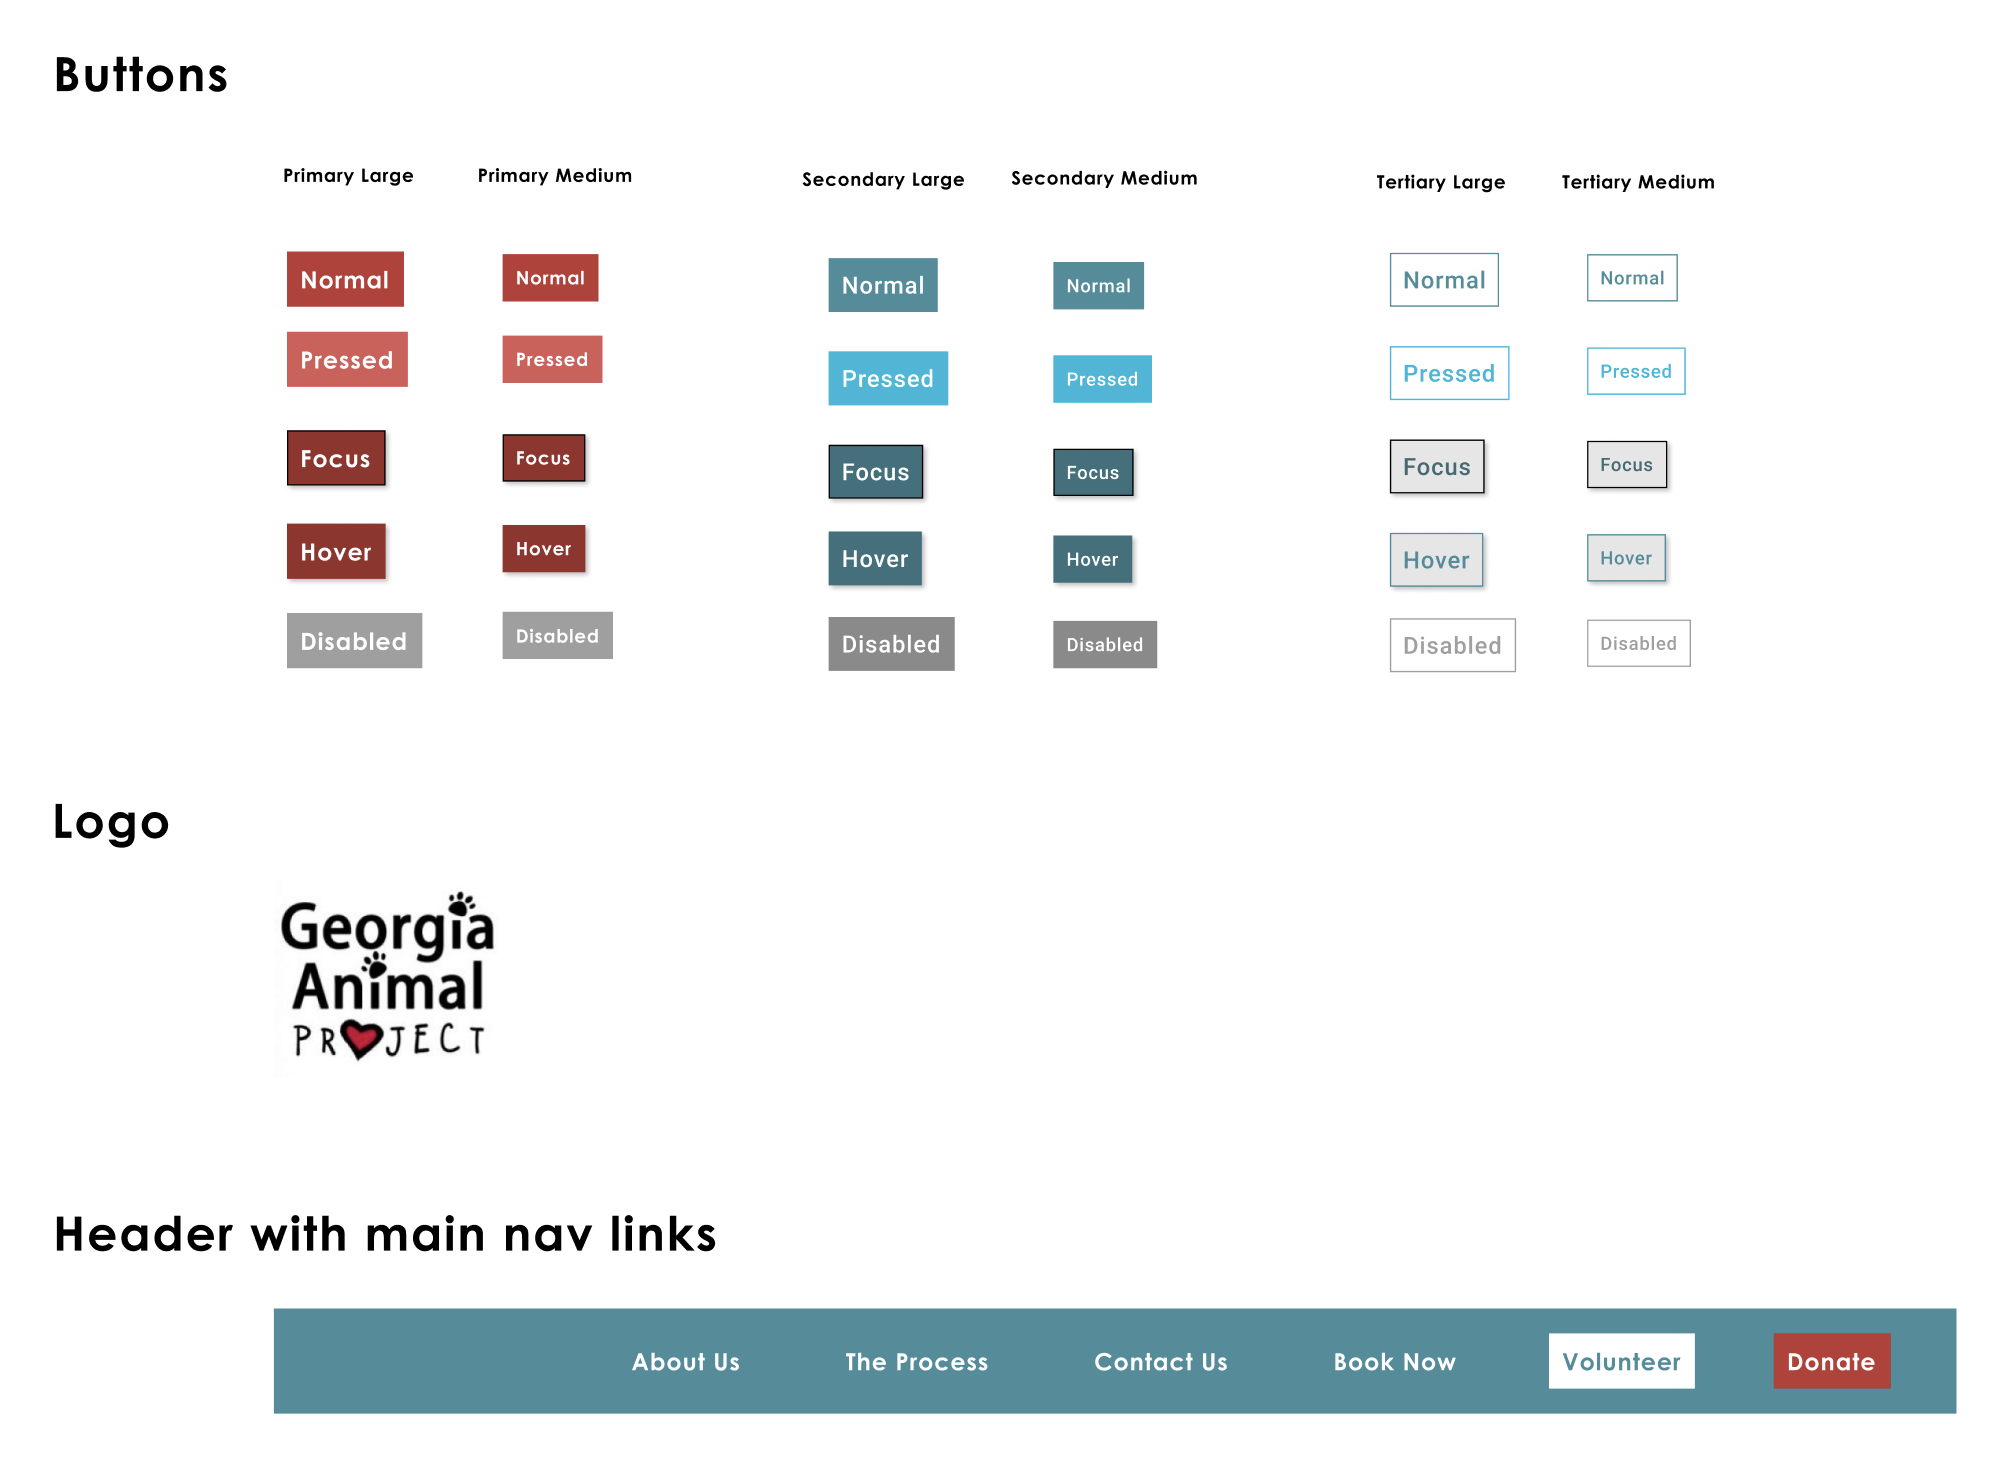 Buttons
Primary Large Primary Medium Secondary Large Secondary Medium Tertiary Large Tertiary Medium
Normal Normal Normal Normal Normal Normal
Pressed Pressed Pressed Pressed Pressed Pressed
Focus Focus Focus Focus Focus Focus
Hover Hover Hover Hover Hover Hover
Disabled Disabled Disabled Disabled Disabled Disabled
Logo
Georgia
Animal
PROJECT
Header with main nav links
About Us The Process Contact Us Book Now Volunteer Donate